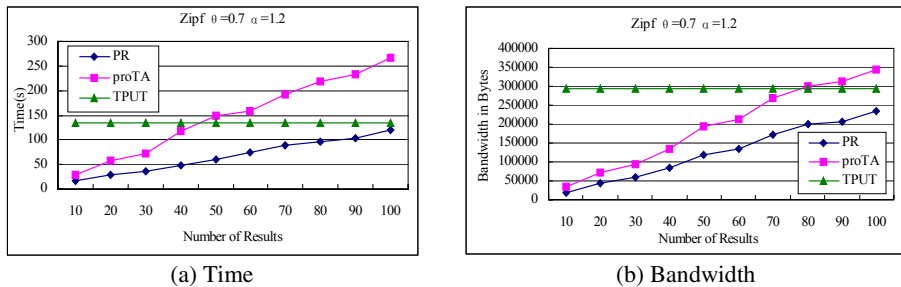 Zipf θ=0.7 α=1.2
300
250
200
150
100
50
0
Time(s)
PR
proTA
TPUT
10 20 30 40 50 60 70 80 90 100
Number of Results
(a) Time
Zipf θ=0.7 α=1.2
400000
350000
300000
250000
200000
150000
100000
50000
0
Bandwidth in Bytes
PR
proTA
TPUT
10 20 30 40 50 60 70 80 90 100
Number of Results
(b) Bandwidth